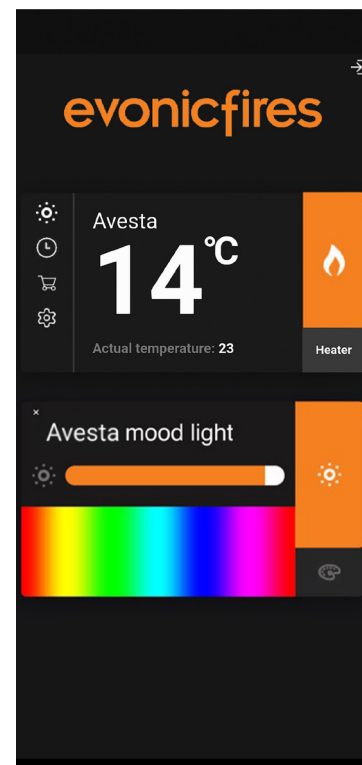 evonicfires
Avesta
14°C
Actual temperature: 23
Heater
Avesta mood light